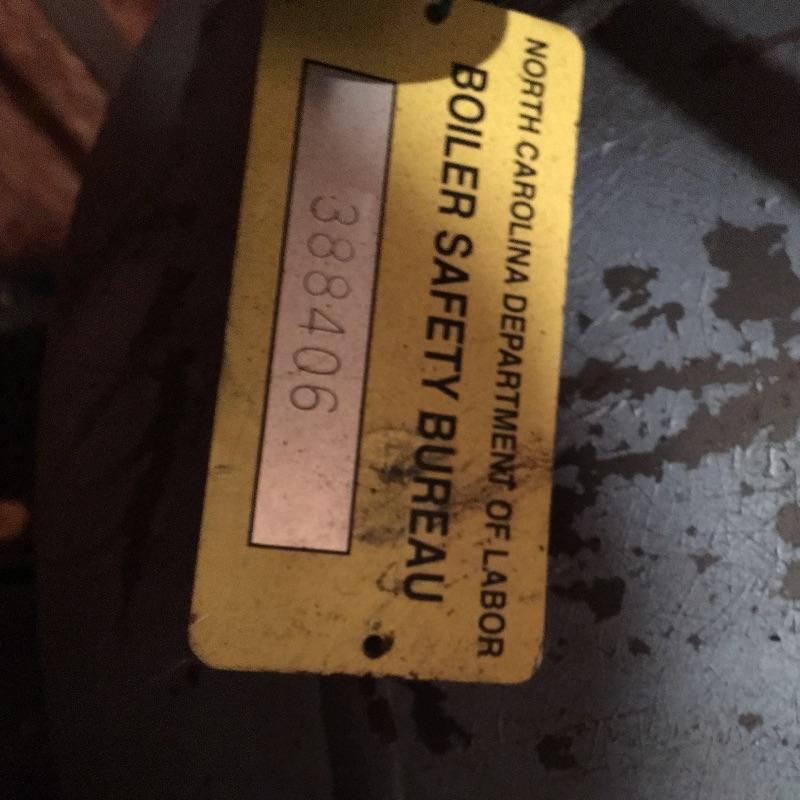 NORTH CAROLINA DEPARTMENT OF LABOR
BOILER SAFETY BUREAU
388406